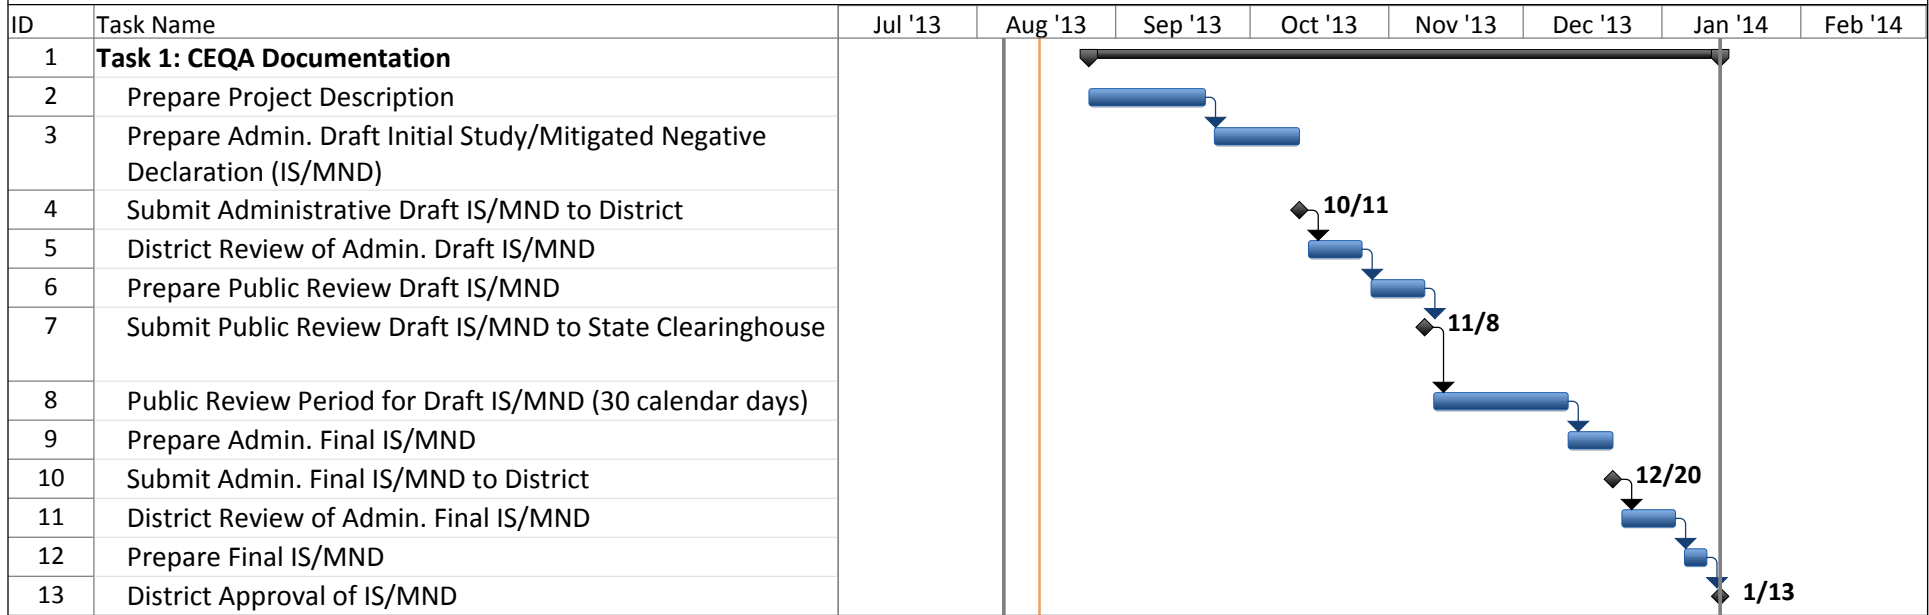 ID Task Name Jul '13 Aug '13 Sep '13 Oct '13 Nov '13 Dec '13 Jan '14 Feb '14
1 Task 1: CEQA Documentation
2 Prepare Project Description
3 Prepare Admin. Draft Initial Study/Mitigated Negative
Declaration (IS/MND)
4 Submit Administrative Draft IS/MND to District 10/11
5 District Review of Admin. Draft IS/MND
6 Prepare Public Review Draft IS/MND
7 Submit Public Review Draft IS/MND to State Clearinghouse 11/8
8 Public Review Period for Draft IS/MND (30 calendar days)
9 Prepare Admin. Final IS/MND
10 Submit Admin. Final IS/MND to District 12/20
11 District Review of Admin. Final IS/MND
12 Prepare Final IS/MND
13 District Approval of IS/MND 1/13